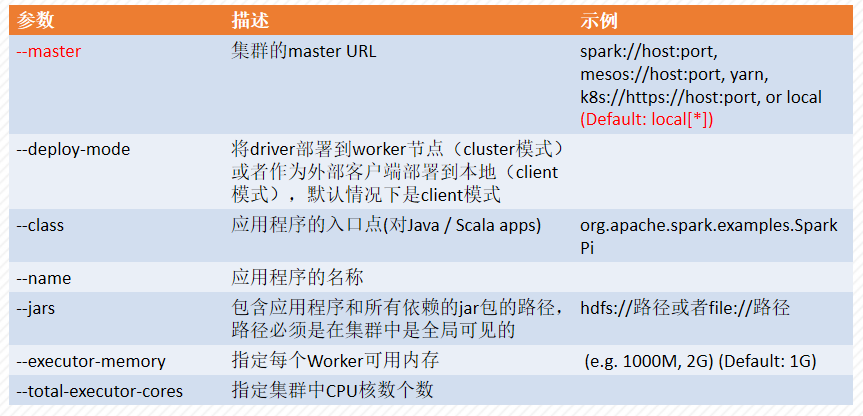 参数 描述 示例
--master 集群的master URL spark://host:port,
mesos://host:port, yarn,
k8s://https://host:port, or local
(Default: local[*])
--deploy-mode 将driver部署到worker节点（cluster模式）
或者作为外部客户端部署到本地（client
模式），默认情况下是client模式
--class 应用程序的入口点(对Java / Scala apps) org.apache.spark.examples.Spark
Pi
--name 应用程序的名称
--jars 包含应用程序和所有依赖的jar包的路径， hdfs://路径或者file://路径
路径必须是在集群中是全局可见的
--executor-memory 指定每个Worker可用内存 (e.g. 1000M, 2G) (Default: 1G)
--total-executor-cores 指定集群中CPU核数个数